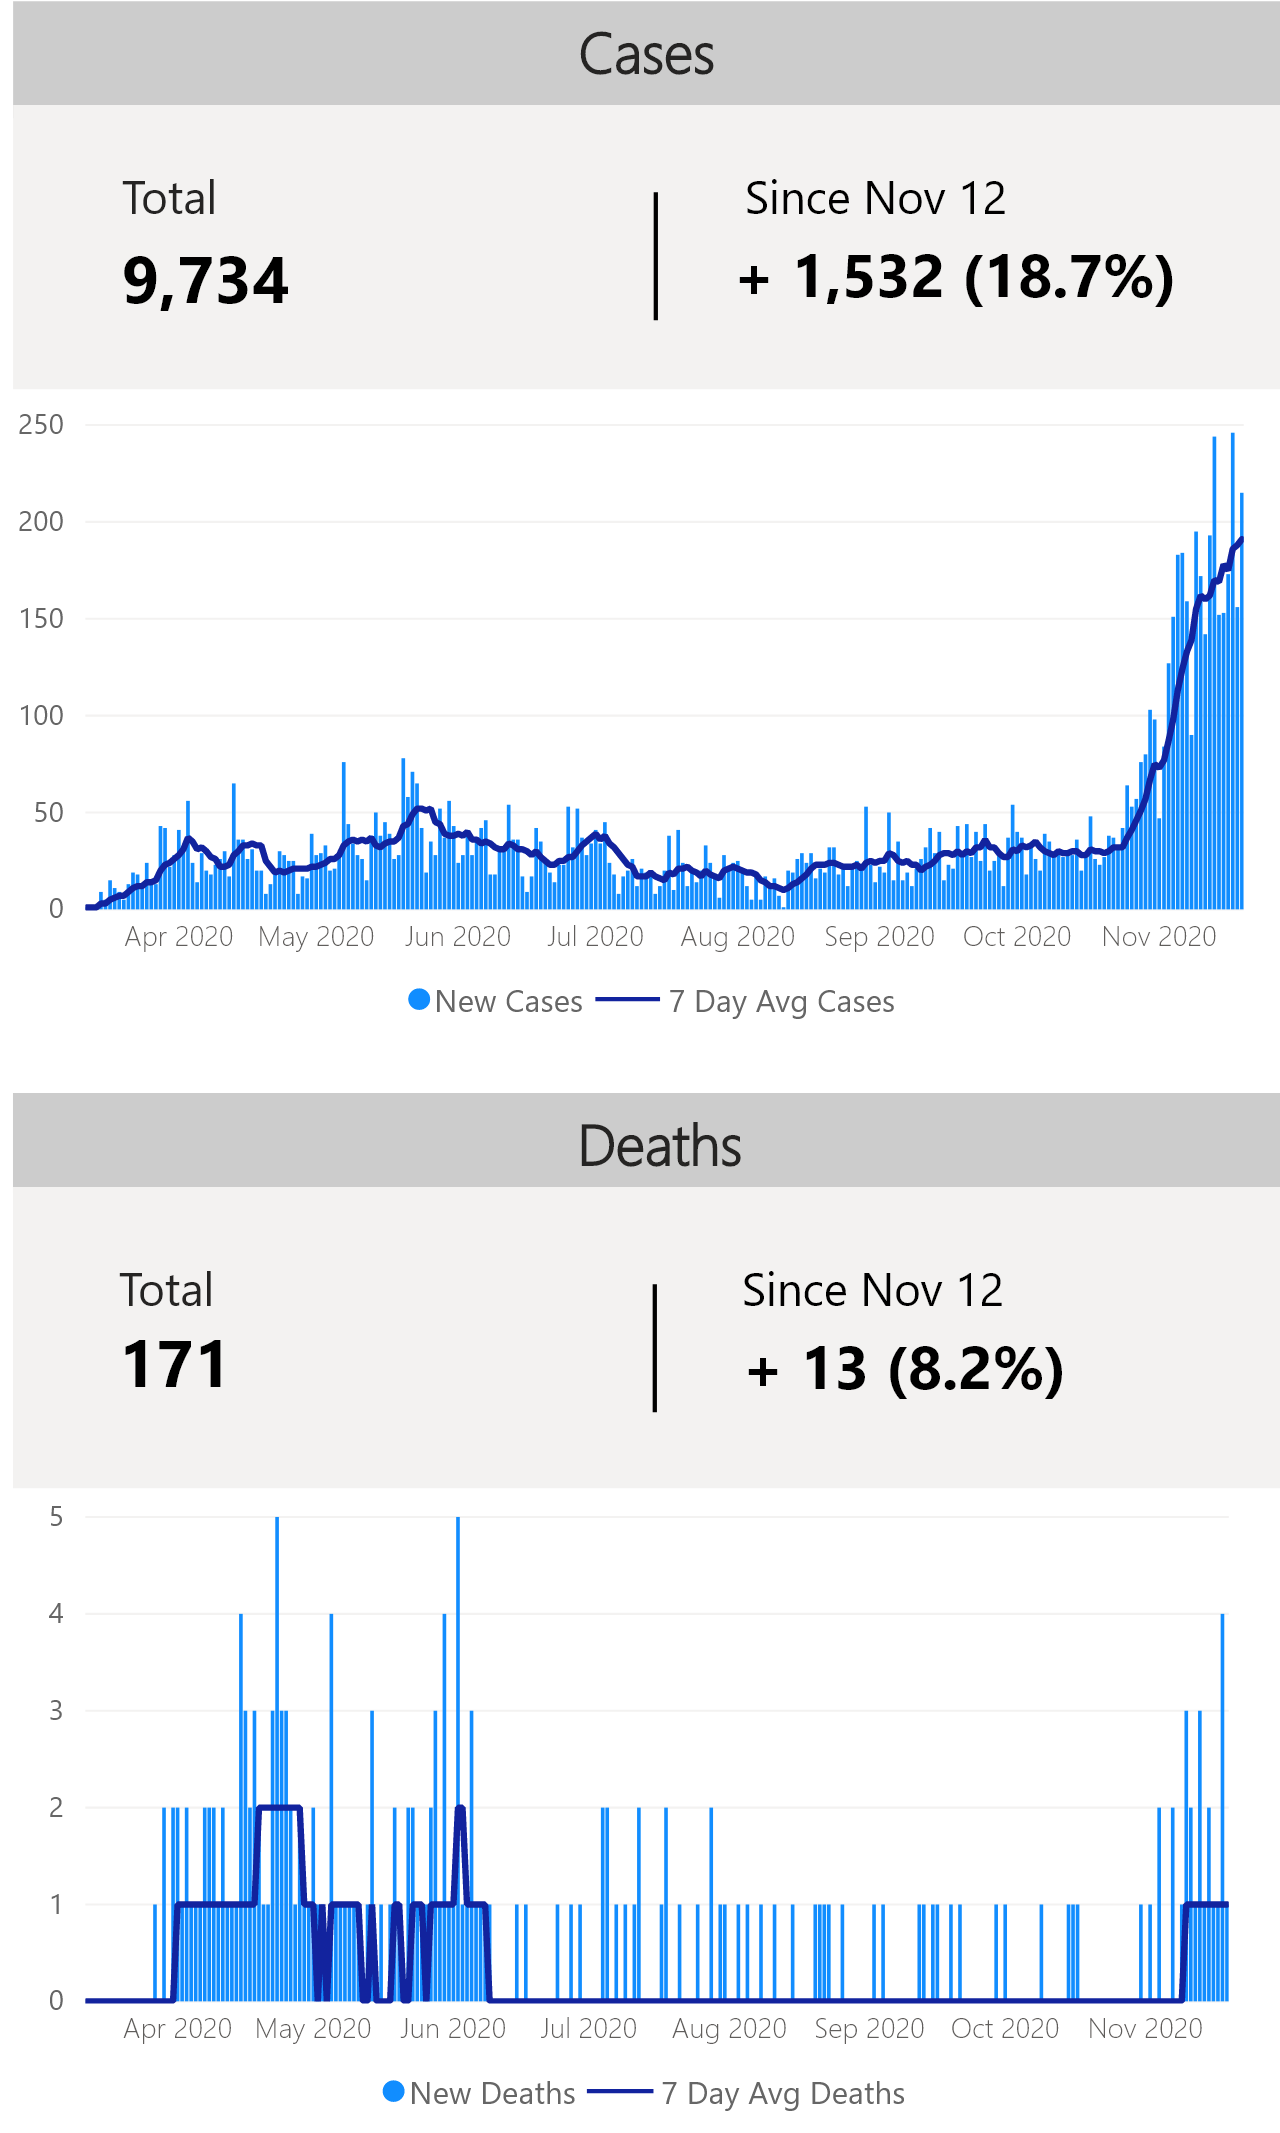 Cases
Total
Since Nov 12
9,734
+ 1,532 (18.7%)
250
200
150
100
50
0
Apr 2020 May 2020 Jun 2020 Jul 2020 Aug 2020 Sep 2020 Oct 2020 Nov 2020
New Cases 7 Day Avg Cases
Deaths
Total
Since Nov 12
171
+ 13 (8.2%)
5
4
3
2
1
0
Apr 2020 May 2020 Jun 2020 Jul 2020 Aug 2020 Sep 2020 Oct 2020 Nov 2020
New Deaths 7 Day Avg Deaths